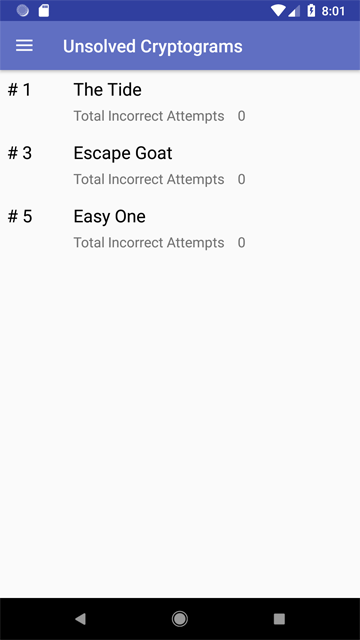 8:01
Unsolved Cryptograms
# 1 The Tide
Total Incorrect Attempts 0
# 3 Escape Goat
Total Incorrect Attempts 0
# 5 Easy One
Total Incorrect Attempts 0